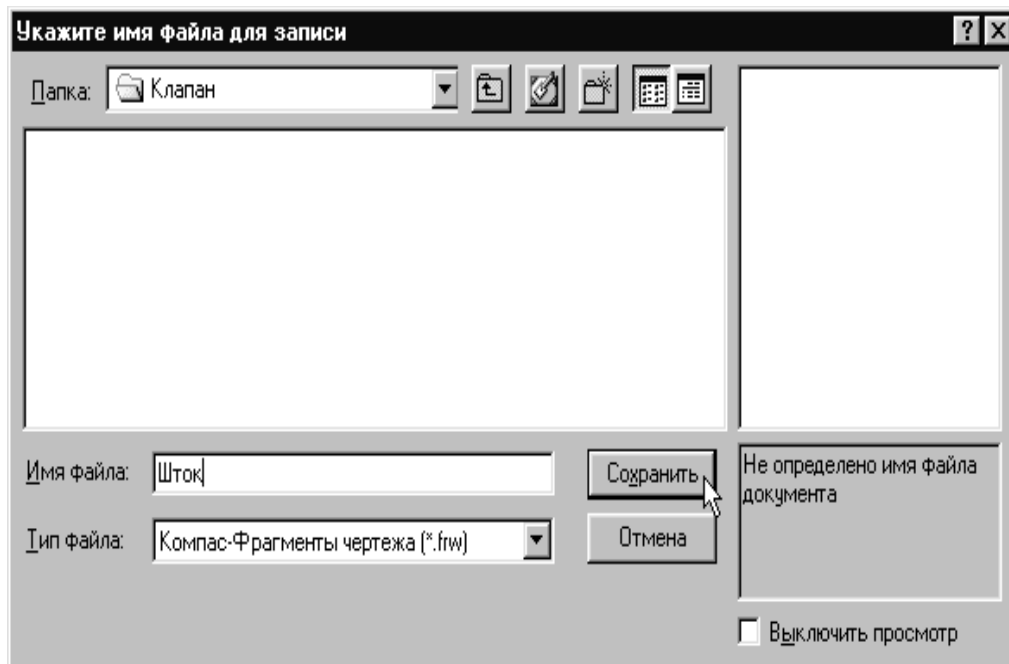 Укажите имя файла для записи
Папка: Клапан
Имя файла: Шток
Сохранить
Не определено имя файла
документа
Тип файла: Компас-Фрагменты чертежа (*.frw)
Отмена
Выключить просмотр